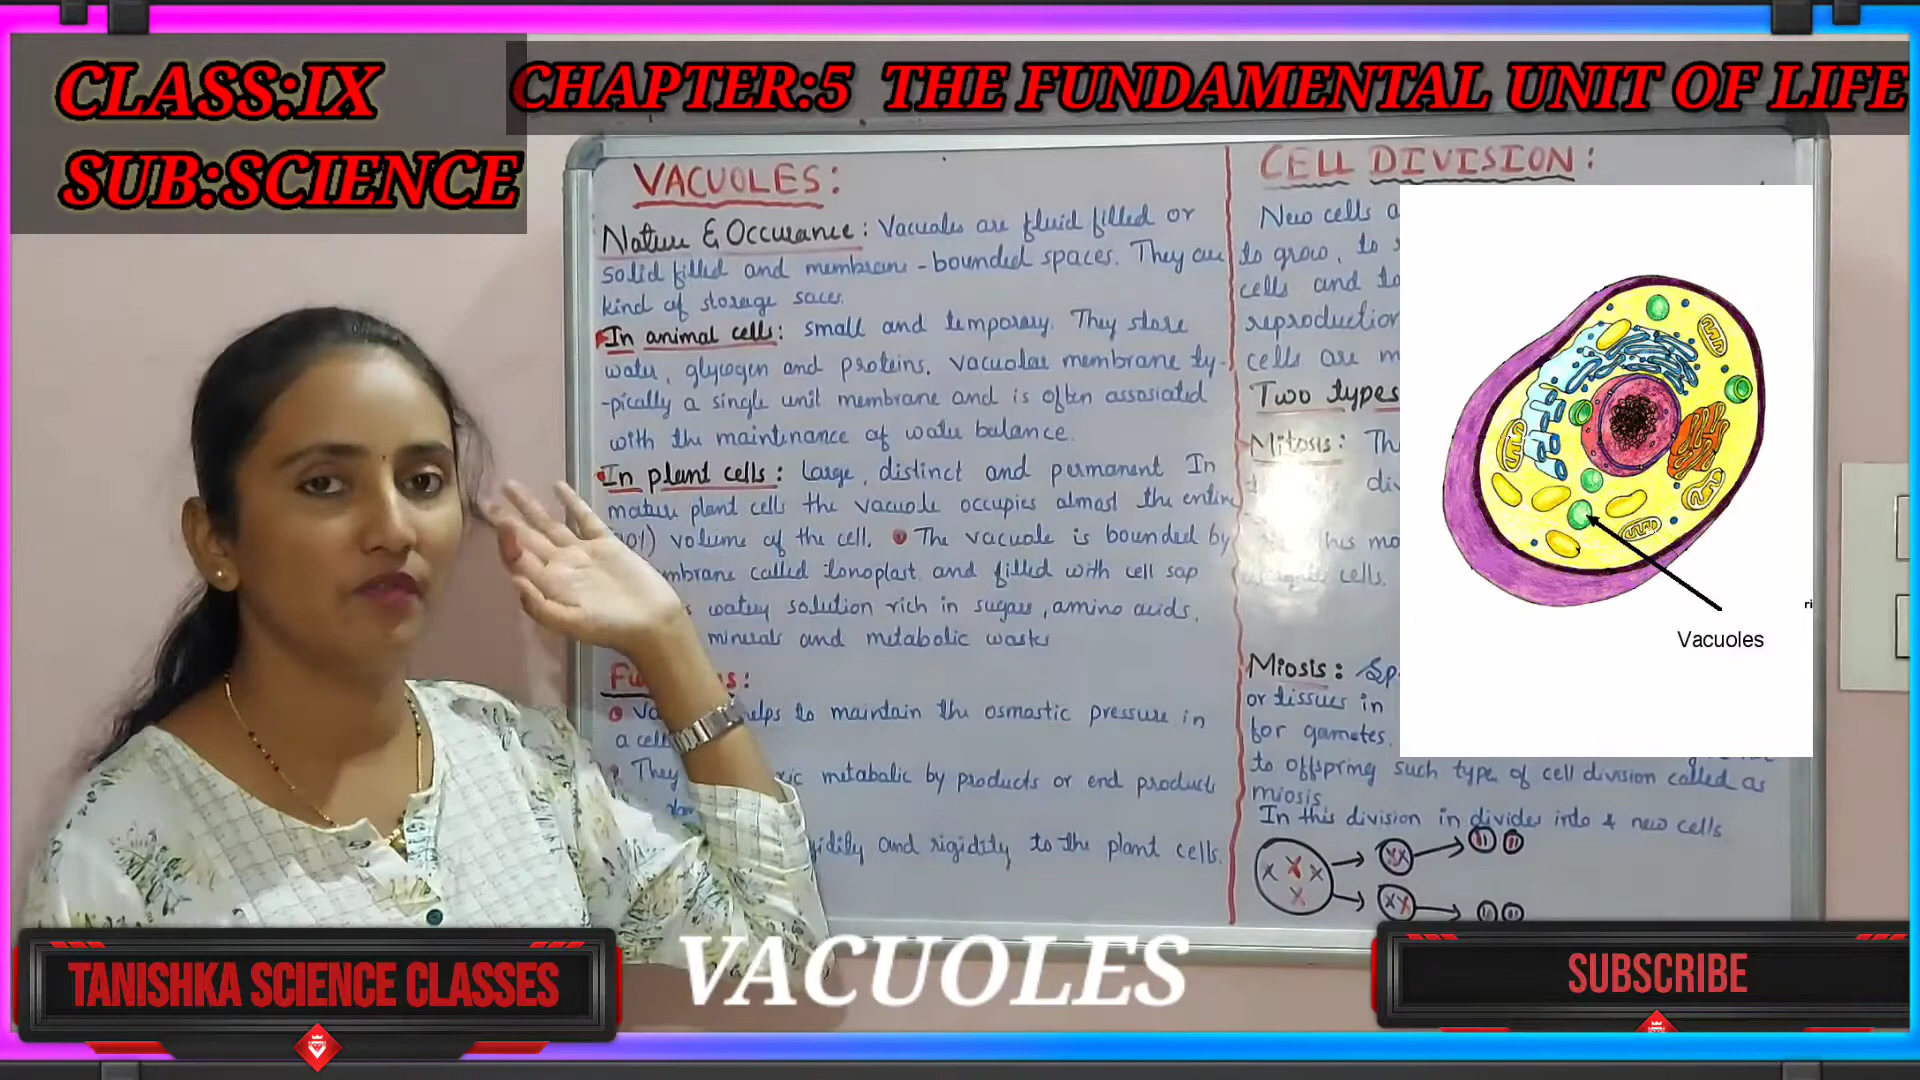 CLASS:IX
SUB:SCIENCE
CHAPTER:5 THE FUNDAMENTAL UNIT OF LIFE
VACUOLES:
Nature & Occurance: Vacuoles are fluid filled or
solid filled and membrane - bounded spaces. They are
kind of storage saces.
In animal cells: small and temporary. They store
water, glycogen and proteins. vacuolar membrane ty-
-pically a single unit membrane and is often assosiated
with the maintenance of water balance.
In plant cells: large, distinct and permanent In
mature plant cells the vacuole occupies almost the entire
volume of the cell. The vacuole is bounded by
called tonoplast and filled with cell sap
watery solution rich in sugars, amino acids,
minerals and metabolic waste
helps to maintain the osmostic pressure in
a cell
They metabolic by products or end products
and rigidity to the plant cells.
CELL DIVISION:
New cells
to grow, to
cells and to
reproduction
cells are
Two types
Mitosis:
cells.
Miosis:
or tissues in
for gametes.
to offspring such type of cell division called as
miosis
In this division in divides into 4 new cells
Vacuoles
ri
VACUOLES
TANISHKA SCIENCE CLASSES
SUBSCRIBE